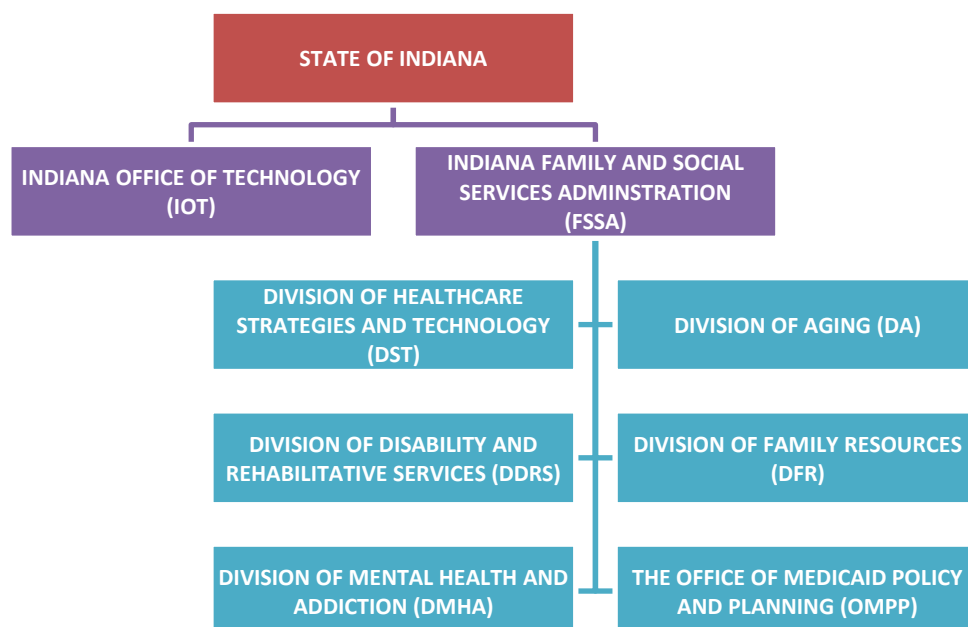 STATE OF INDIANA
INDIANA OFFICE OF TECHNOLOGY
(IOT)
INDIANA FAMILY AND SOCIAL
SERVICES ADMINSTRATION
(FSSA)
DIVISION OF HEALTHCARE
STRATEGIES AND TECHNOLOGY
(DST)
DIVISION OF AGING (DA)
DIVISION OF DISABILITY AND
REHABILITATIVE SERVICES (DDRS)
DIVISION OF FAMILY RESOURCES
(DFR)
DIVISION OF MENTAL HEALTH AND
ADDICTION (DMHA)
THE OFFICE OF MEDICAID POLICY
AND PLANNING (OMPP)